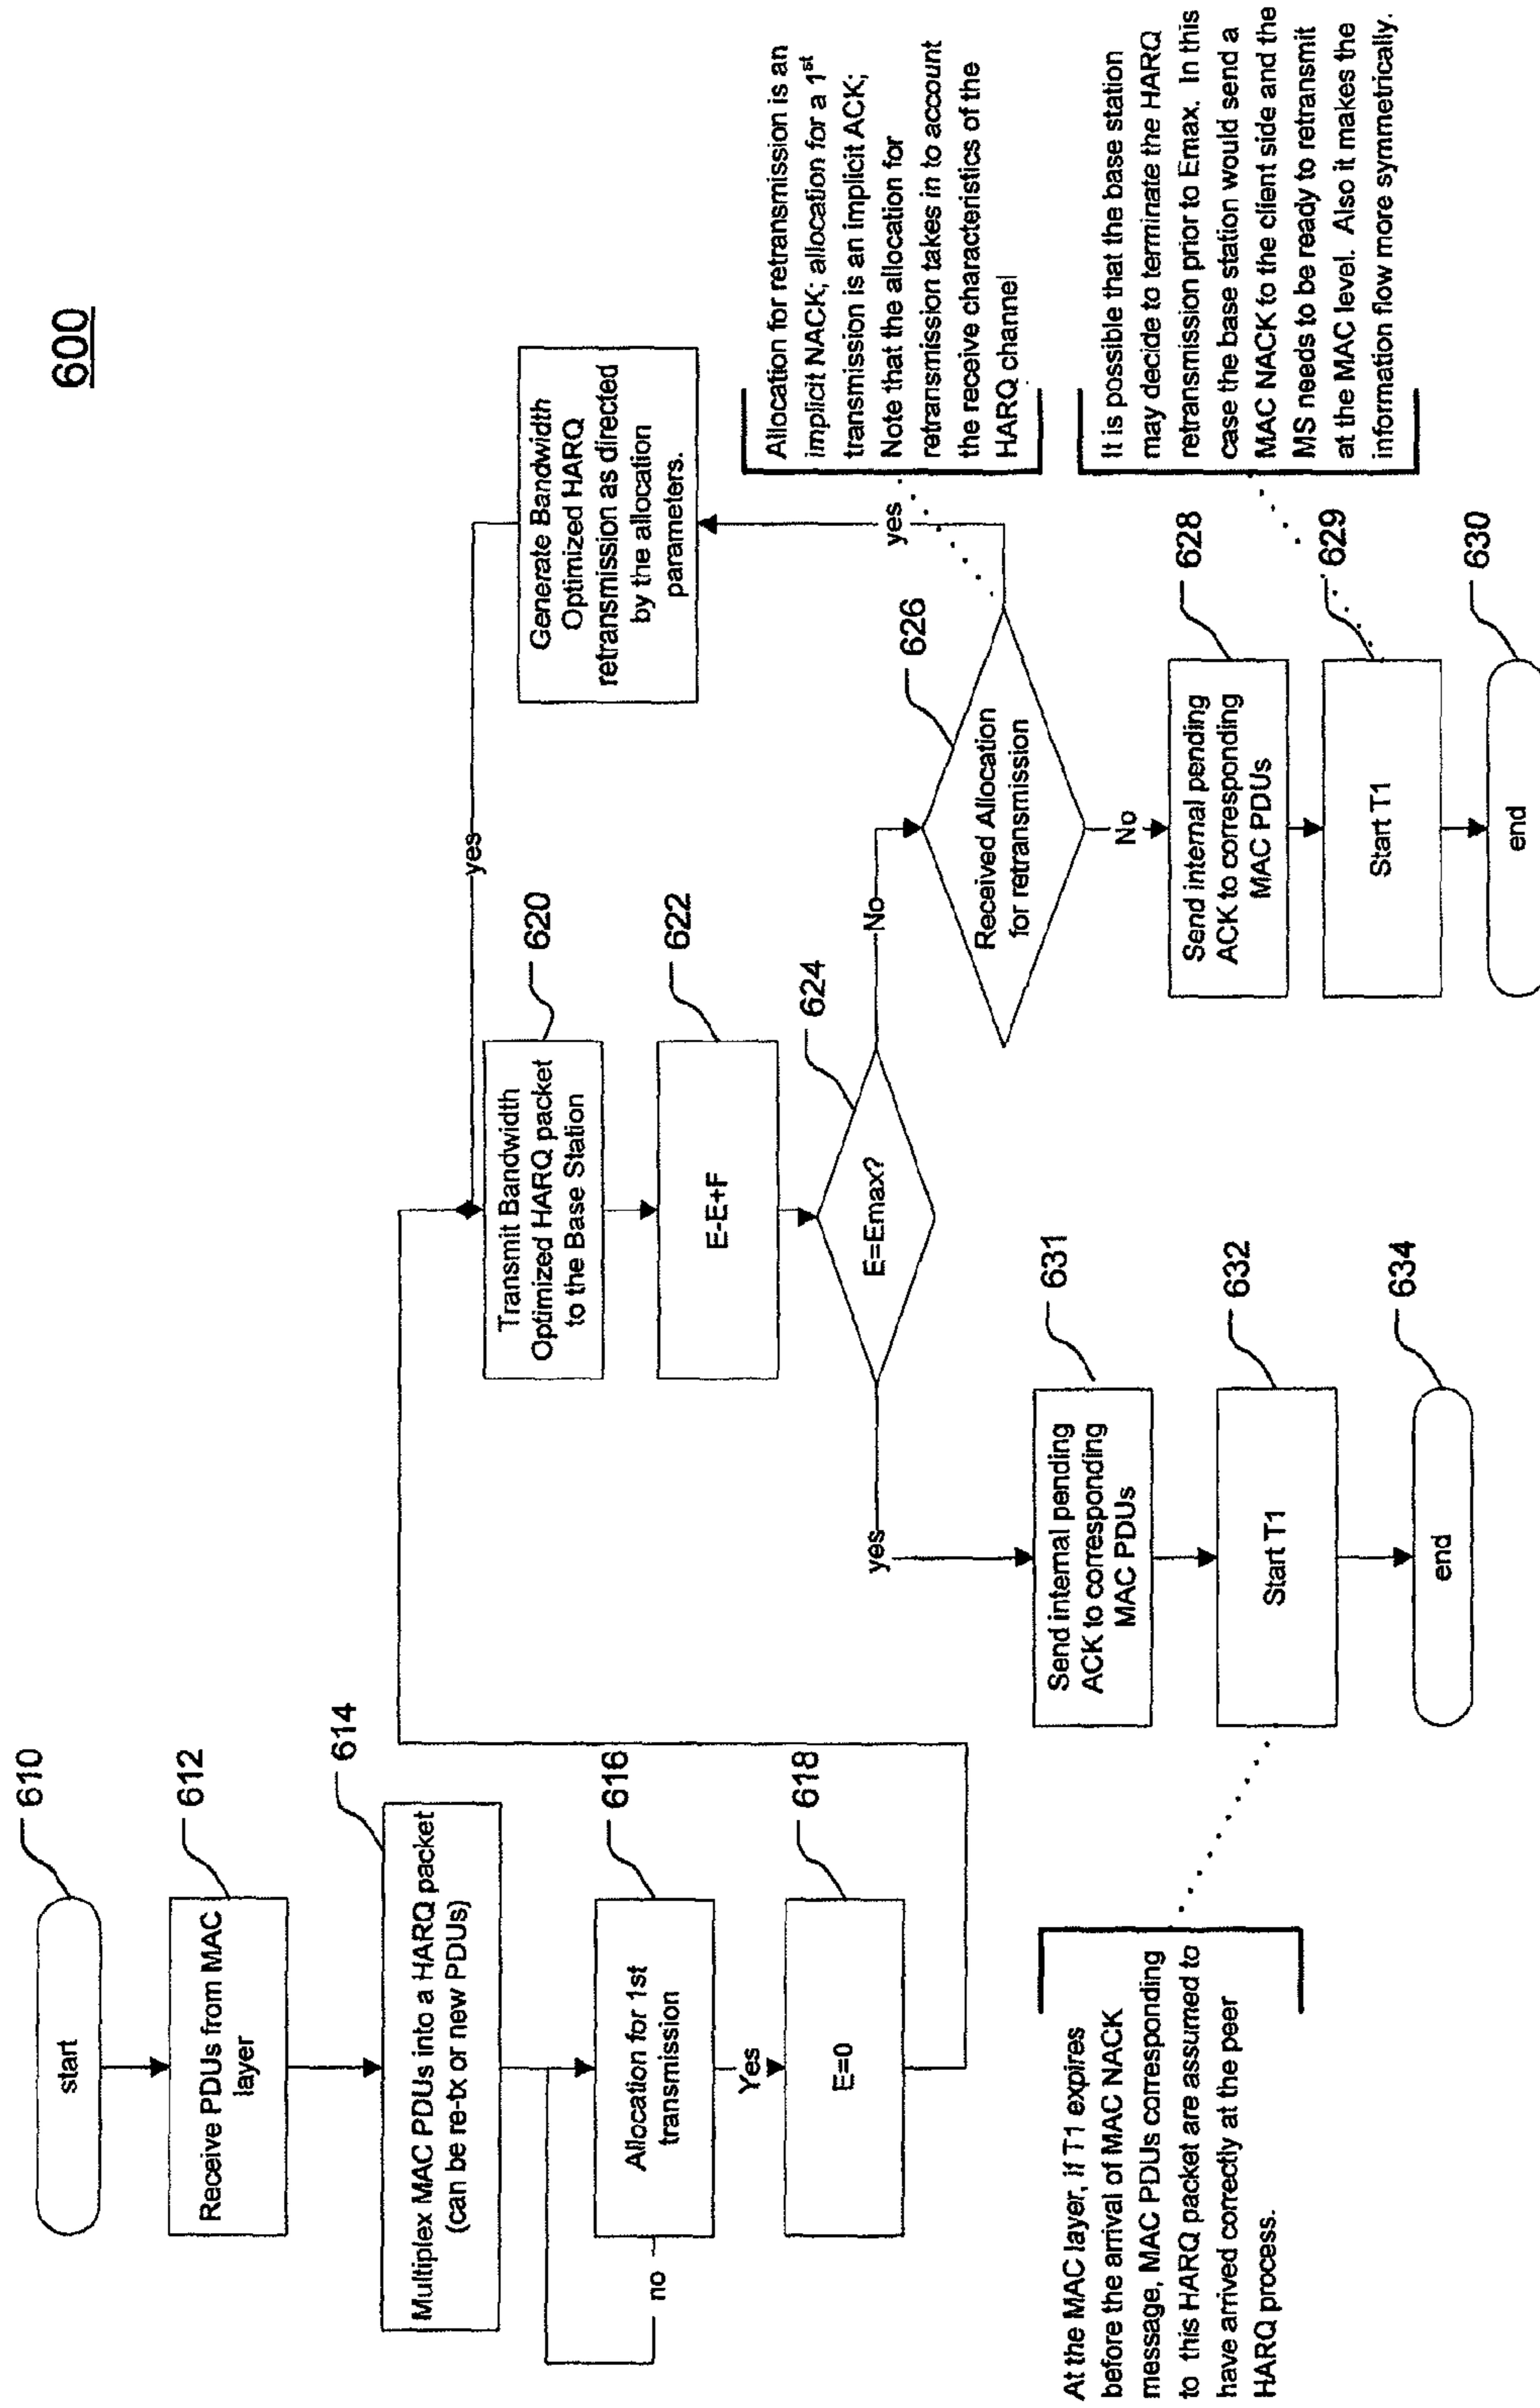 600
start
610
Receive PDUs from MAC
layer
612
Multiplex MAC PDUs into a HARQ packet
(can be re-tx or new PDUs)
614
Allocation for 1st
transmission
616
no
Yes
E=0
618
At the MAC layer, if T1 expires
before the arrival of MAC NACK
message, MAC PDUs corresponding
to this HARQ packet are assumed to
have arrived correctly at the peer
HARQ process.
yes
Transmit Bandwidth
Optimized HARQ packet
to the Base Station
620
E-E+F
622
E=Emax?
624
yes
No
Send internal pending
ACK to corresponding
MAC PDUs
631
Start T1
632
end
634
Received Allocation
for retransmission
626
yes
No
Generate Bandwidth
Optimized HARQ
retransmission as directed
by the allocation
parameters.
Send internal pending
ACK to corresponding
MAC PDUs
628
Start T1
629
end
630
Allocation for retransmission is an
implicit NACK; allocation for a 1st
transmission is an implicit ACK;
Note that the allocation for
retransmission takes in to account
the receive characteristics of the
HARQ channel
It is possible that the base station
may decide to terminate the HARQ
retransmission prior to Emax. In this
case the base station would send a
MAC NACK to the client side and the
MS needs to be ready to retransmit
at the MAC level. Also it makes the
information flow more symmetrically.